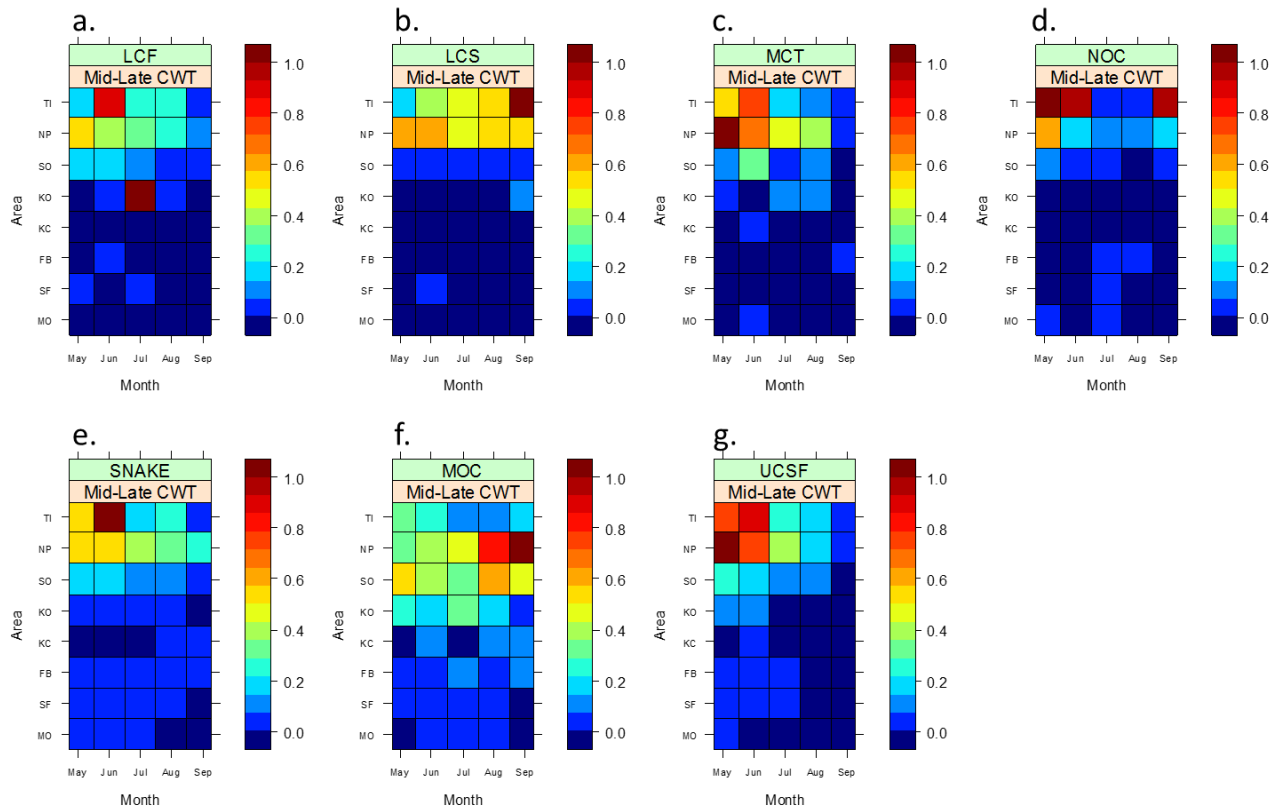 a.
LCF
Mid-Late CWT
TI
NP
SO
KO
KC
FB
SF
MO
Area
May Jun Jul Aug Sep
Month
1.0
0.8
0.6
0.4
0.2
0.0
b.
LCS
Mid-Late CWT
TI
NP
SO
KO
KC
FB
SF
MO
Area
May Jun Jul Aug Sep
Month
1.0
0.8
0.6
0.4
0.2
0.0
c.
MCT
Mid-Late CWT
TI
NP
SO
KO
KC
FB
SF
MO
Area
May Jun Jul Aug Sep
Month
1.0
0.8
0.6
0.4
0.2
0.0
d.
NOC
Mid-Late CWT
TI
NP
SO
KO
KC
FB
SF
MO
Area
May Jun Jul Aug Sep
Month
1.0
0.8
0.6
0.4
0.2
0.0
e.
SNAKE
Mid-Late CWT
TI
NP
SO
KO
KC
FB
SF
MO
Area
May Jun Jul Aug Sep
Month
1.0
0.8
0.6
0.4
0.2
0.0
f.
MOC
Mid-Late CWT
TI
NP
SO
KO
KC
FB
SF
MO
Area
May Jun Jul Aug Sep
Month
1.0
0.8
0.6
0.4
0.2
0.0
g.
UCSF
Mid-Late CWT
TI
NP
SO
KO
KC
FB
SF
MO
Area
May Jun Jul Aug Sep
Month
1.0
0.8
0.6
0.4
0.2
0.0